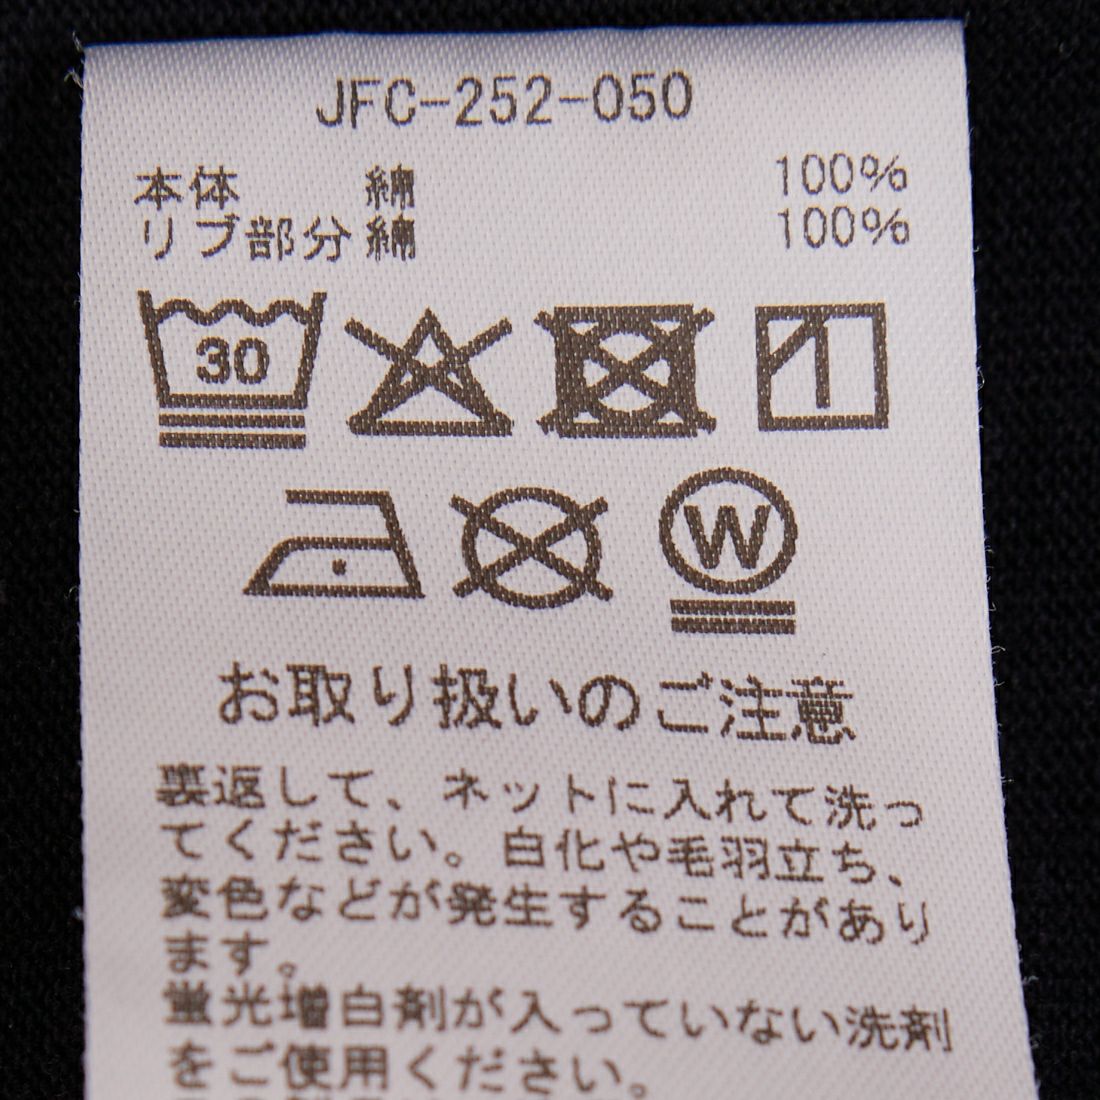 JFC-252-050
本体 綿 100%
リブ部分 綿 100%
30
W
お取り扱いのご注意
裏返して、ネットに入れて洗っ
てください。白化や毛羽立ち、
変色などが発生することがあり
ます。
蛍光増白剤が入っていない洗剤
をご使用ください。